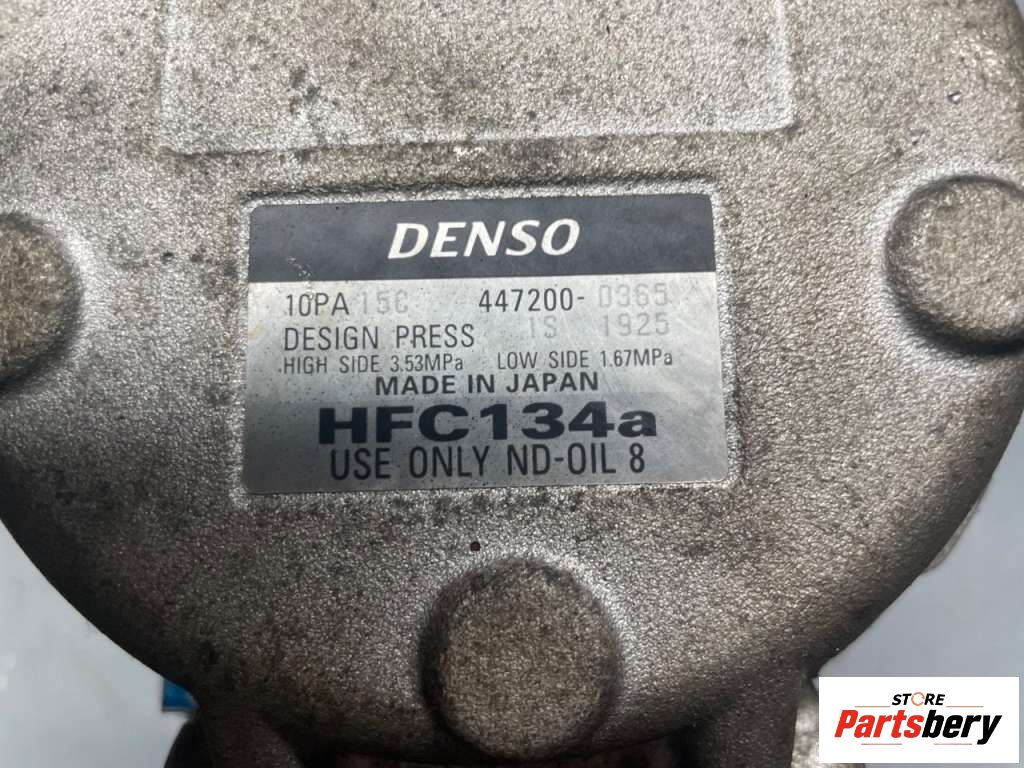 DENSO
10PA 15C 447200-0365
DESIGN PRESS 1S 1925
HIGH SIDE 3.53MPa LOW SIDE 1.67MPa
MADE IN JAPAN
HFC134a
USE ONLY ND-OIL 8
STORE
Partsbery